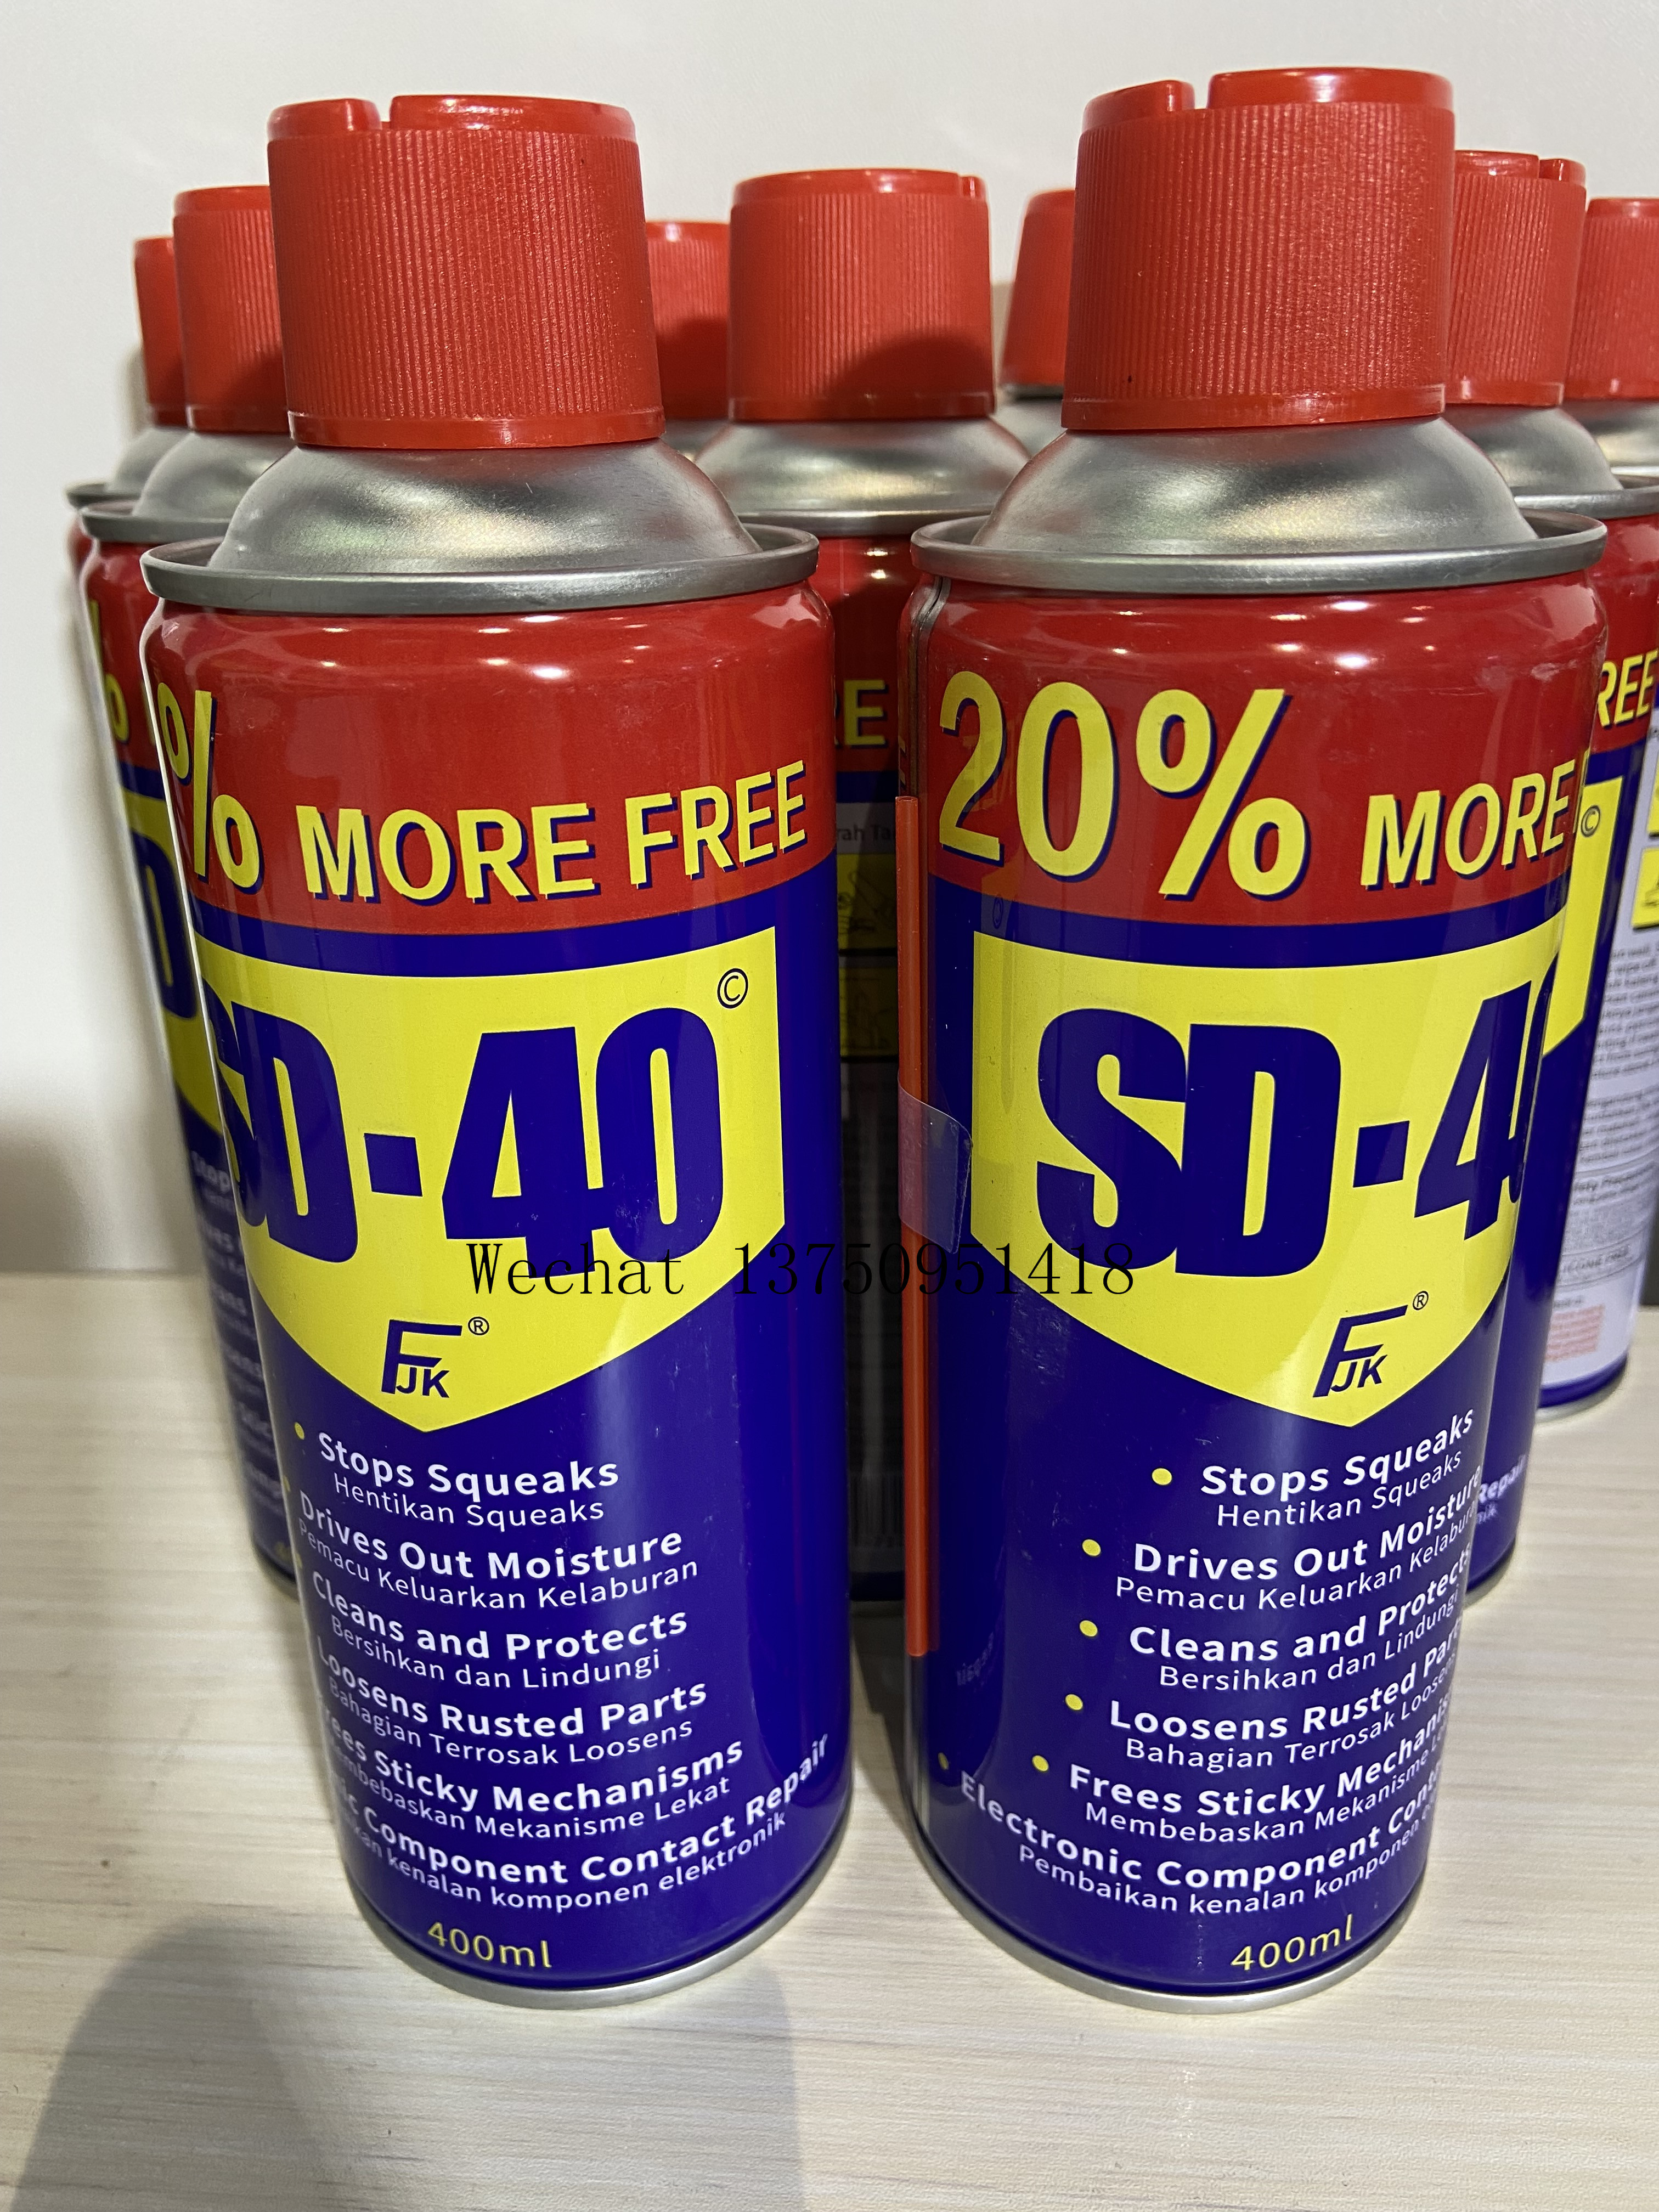 % MORE FREE
SD-40 ©
FJK ®
Stops Squeaks
Hentikan Squeaks
Drives Out Moisture
Pemacu Keluarkan Kelaburan
Cleans and Protects
Bersihkan dan Lindungi
Loosens Rusted Parts
Bahagian Terrosak Loosens
Frees Sticky Mechanisms
Membebaskan Mekanisme Lekat
Component Contact Repair
kenalan komponen elektronik
400ml
20% MORE
SD-40
FJK ®
Stops Squeaks
Hentikan Squeaks
Drives Out Moisture
Pemacu Keluarkan Kelaburan
Cleans and Protects
Bersihkan dan Lindungi
Loosens Rusted Parts
Bahagian Terrosak Loosens
Frees Sticky Mechanisms
Membebaskan Mekanisme
Electronic Component
Pembaikan kenalan komponen
400ml
Wechat 13750951418